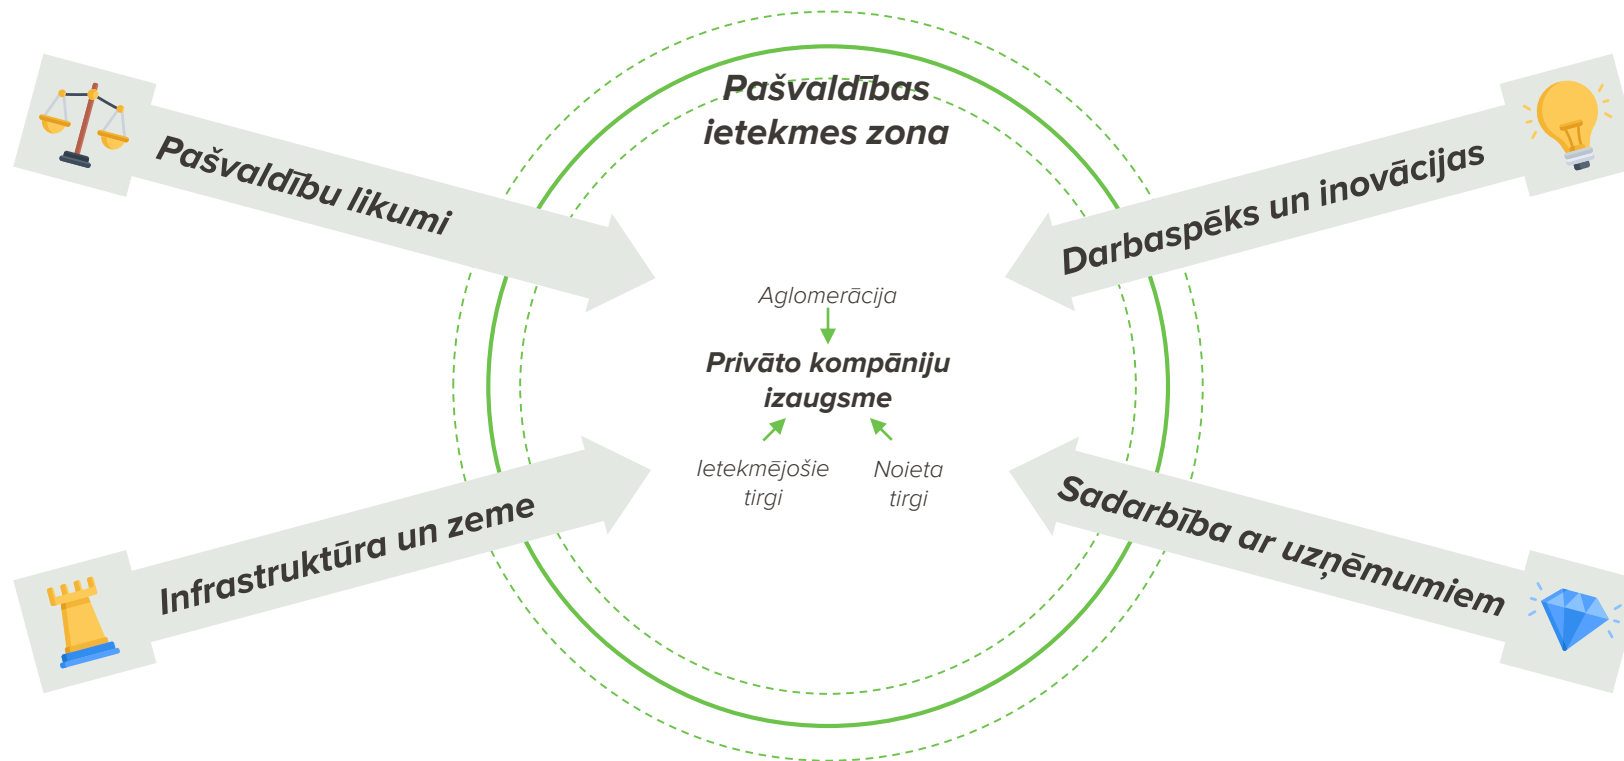 Pašvaldības
ietekmes zona
Pašvaldību likumi
Darbaspēks un inovācijas
Aglomerācija
Privāto kompāniju
izaugsme
Ietekmējošie
tirgi
Noieta
tirgi
Infrastruktūra un zeme
Sadarbība ar uzņēmumiem